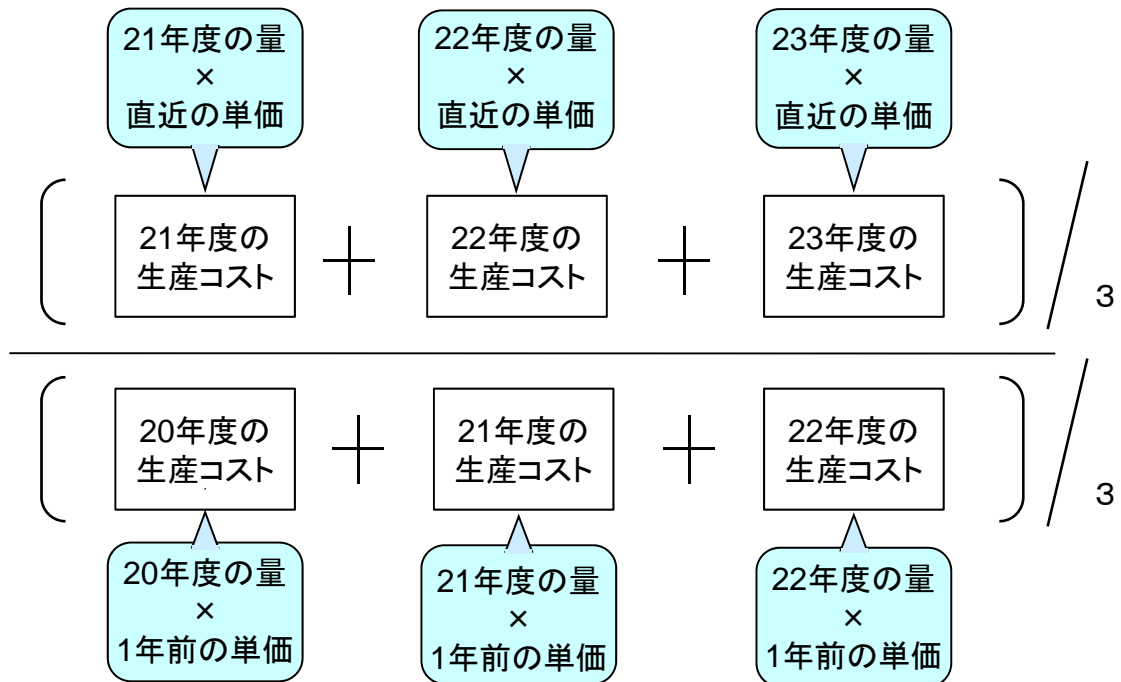 21年度の量
×
直近の単価
22年度の量
×
直近の単価
23年度の量
×
直近の単価
21年度の
生産コスト
＋
22年度の
生産コスト
＋
23年度の
生産コスト
３
20年度の
生産コスト
＋
21年度の
生産コスト
＋
22年度の
生産コスト
３
20年度の量
×
1年前の単価
21年度の量
×
1年前の単価
22年度の量
×
1年前の単価